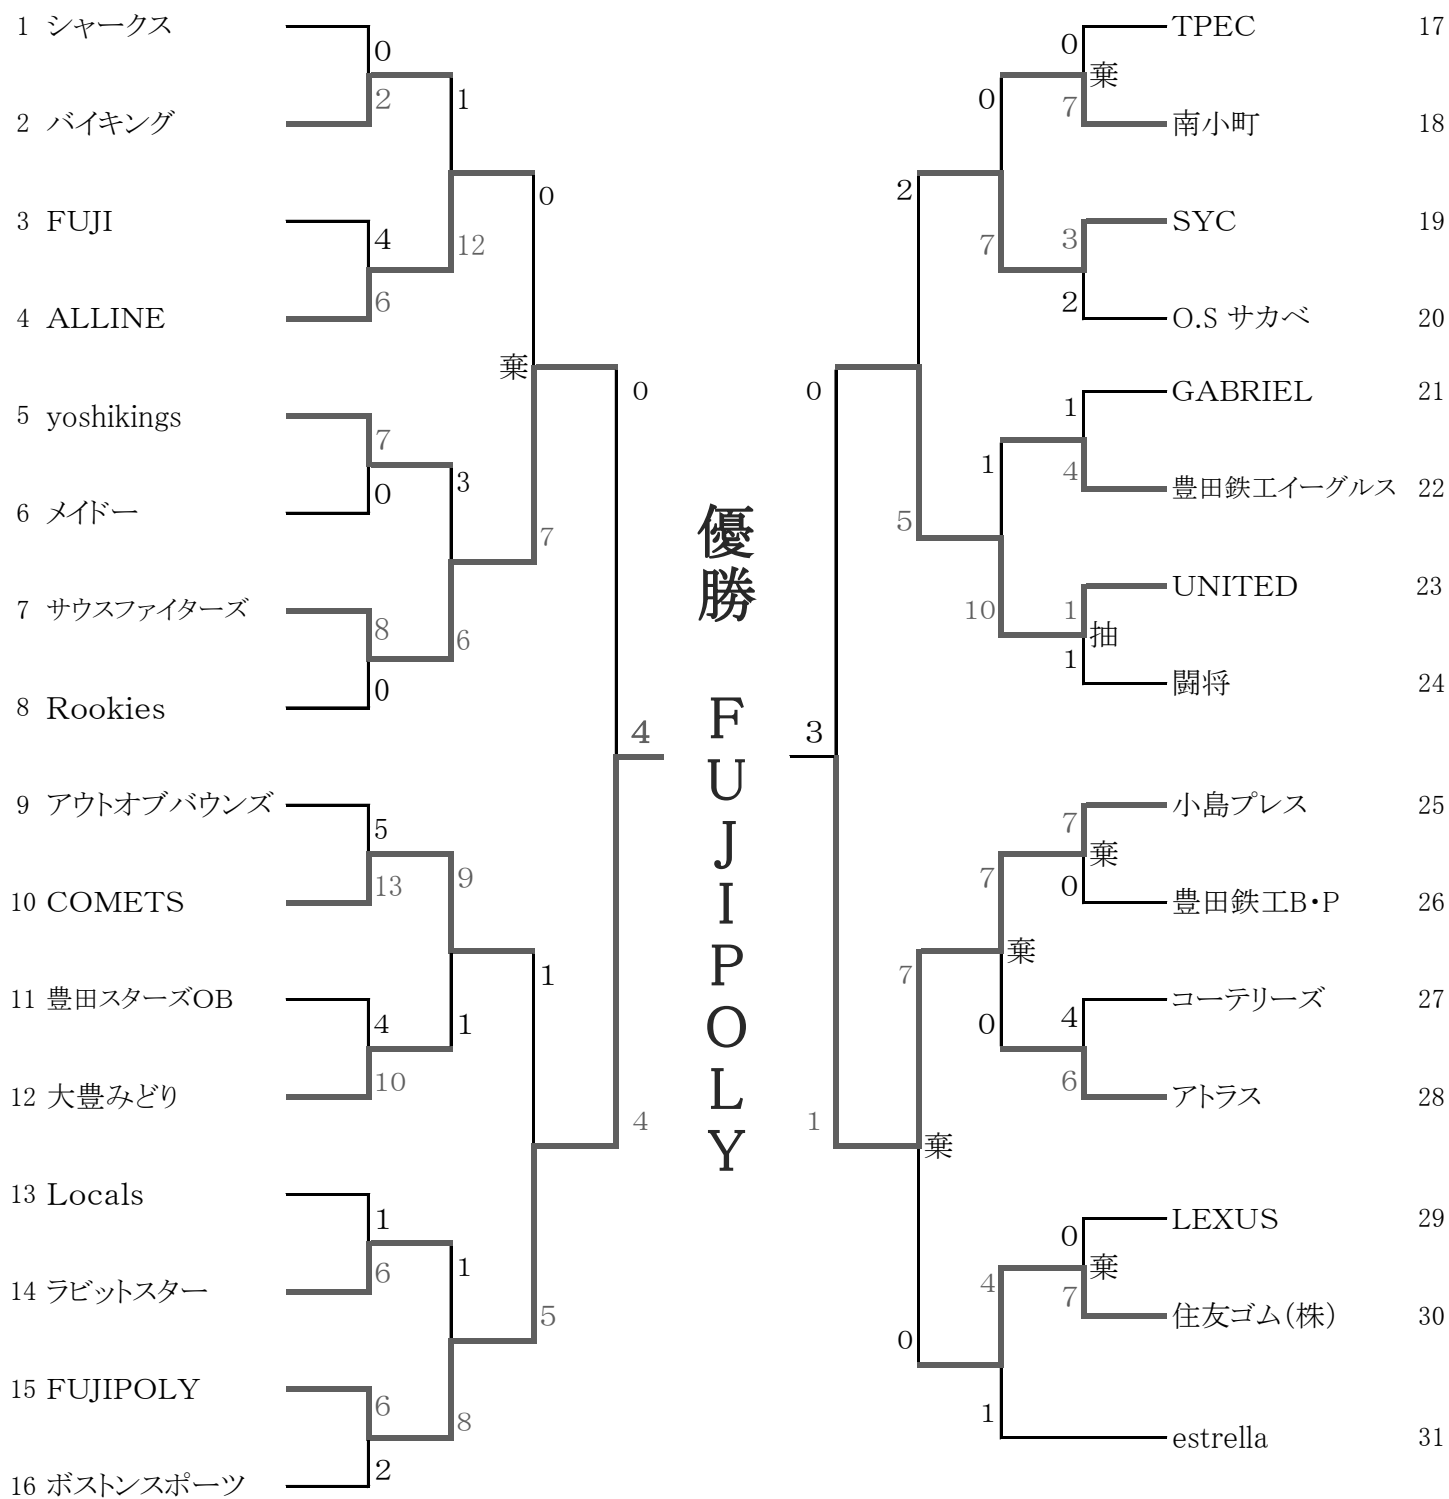 1 シャークス
0
2
2 バイキング
1
3 FUJI
4
12
6
4 ALLINE
0
棄
5 yoshikings
7
0
3
6 メイドー
7
7 サウスファイターズ
8
6
0
8 Rookies
0
4
9 アウトオブバウンズ
5
9
13
10 COMETS
1
11 豊田スターズOB
4
1
10
12 大豊みどり
4
13 Locals
1
1
6
14 ラビットスター
5
15 FUJIPOLY
6
8
2
16 ボストンスポーツ
優勝 FUJIPOLY
TPEC 17
0
棄
0
7
南小町 18
2
SYC 19
7
3
2
O.S サカベ 20
0
GABRIEL 21
1
1
4
豊田鉄工イーグルス 22
5
UNITED 23
10
1
抽
1
闘将 24
3
小島プレス 25
7
棄
7
0
豊田鉄工B・P 26
棄
7
コーテリーズ 27
0
4
6
アトラス 28
1
棄
LEXUS 29
0
棄
4
7
住友ゴム(株) 30
0
1
estrella 31